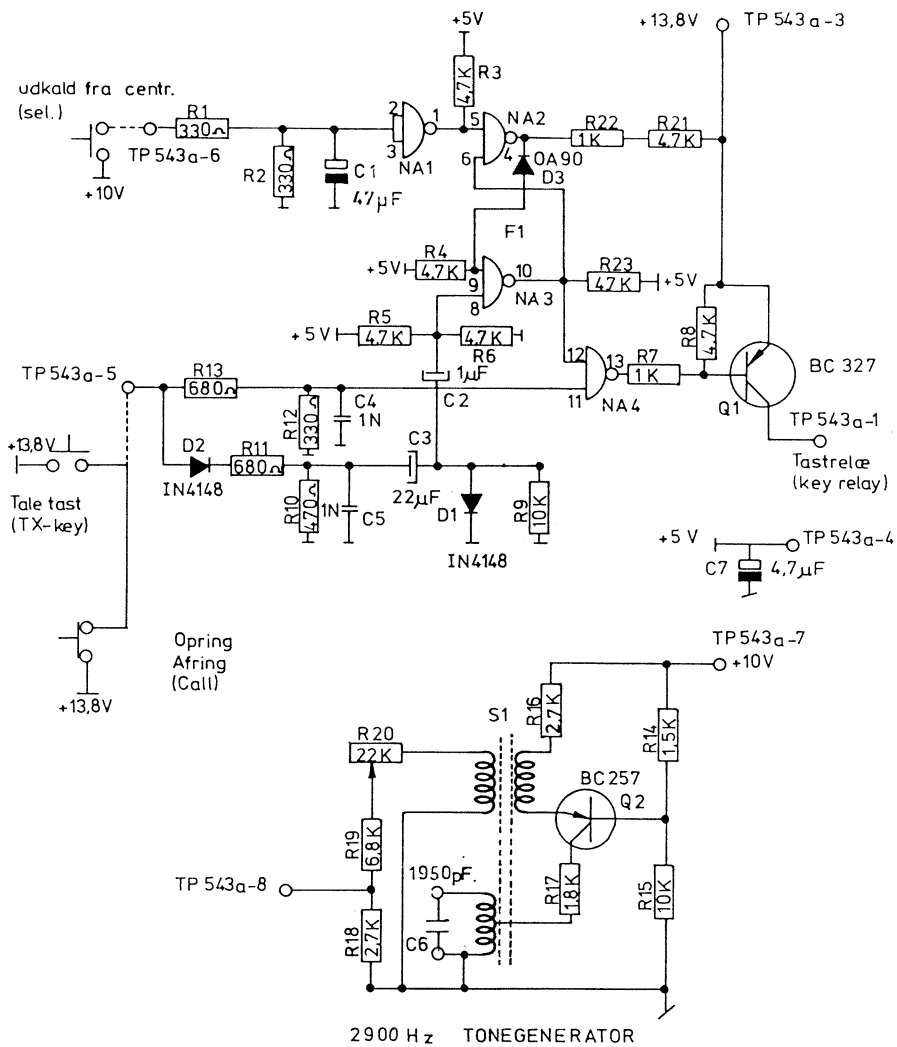 +5V
+13,8V TP 543a-3
R3
4,7K
udkald fra centr.
(sel.)
R1
330Ω
TP 543a-6
+10V
R2
330Ω
C1
47µF
2
3
1
NA1
5
6
4
NA2
R22
1K
R21
4,7K
OA90
D3
F1
R4
+5V
4,7K
9
8
10
NA3
R23
47K
+5V
R5
+5V
4,7K
4,7K
R6
1µF
C2
R8
4,7K
BC 327
Q1
12
11
13
NA4
R7
1K
TP 543a-1
Tastrelæ
(key relay)
TP 543a-5
R13
680Ω
R12
330Ω
C4
1N
+13,8V
Tale tast
(TX-key)
D2
IN4148
R11
680Ω
R10
470Ω
1N
C5
C3
22µF
D1
IN4148
R9
10K
+5V
TP 543a-4
C7
4,7µF
Opring
Afring
(Call)
+13,8V
TP 543a-7
+10V
S1
R16
2,7K
R14
1,5K
R20
22K
BC257
Q2
R19
6,8K
R17
1,8K
R15
10K
TP 543a-8
1950pF.
C6
R18
2,7K
2900 Hz TONEGENERATOR